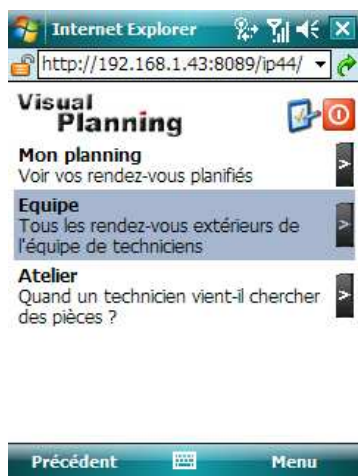 Internet Explorer
http://192.168.1.43:8089/ip44/
Visual
Planning
Mon planning
Voir vos rendez-vous planifiés
Equipe
Tous les rendez-vous extérieurs de
l'équipe de techniciens
Atelier
Quand un technicien vient-il chercher
des pièces ?
Précédent
Menu